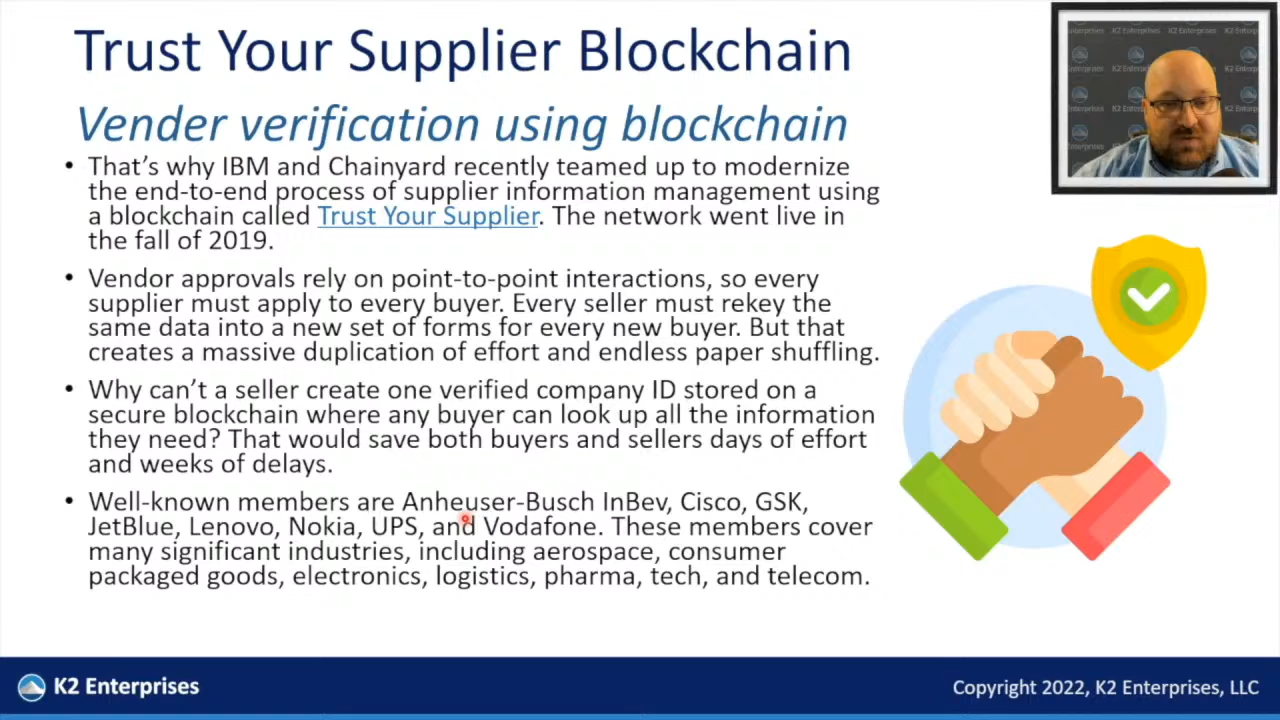 Trust Your Supplier Blockchain
Vender verification using blockchain
• That's why IBM and Chainyard recently teamed up to modernize
the end-to-end process of supplier information management using
a blockchain called Trust Your Supplier. The network went live in
the fall of 2019.
• Vendor approvals rely on point-to-point interactions, so every
supplier must apply to every buyer. Every seller must rekey the
same data into a new set of forms for every new buyer. But that
creates a massive duplication of effort and endless paper shuffling.
• Why can't a seller create one verified company ID stored on a
secure blockchain where any buyer can look up all the information
they need? That would save both buyers and sellers days of effort
and weeks of delays.
• Well-known members are Anheuser-Busch InBev, Cisco, GSK,
JetBlue, Lenovo, Nokia, UPS, and Vodafone. These members cover
many significant industries, including aerospace, consumer
packaged goods, electronics, logistics, pharma, tech, and telecom.
K2 Enterprises
Copyright 2022, K2 Enterprises, LLC